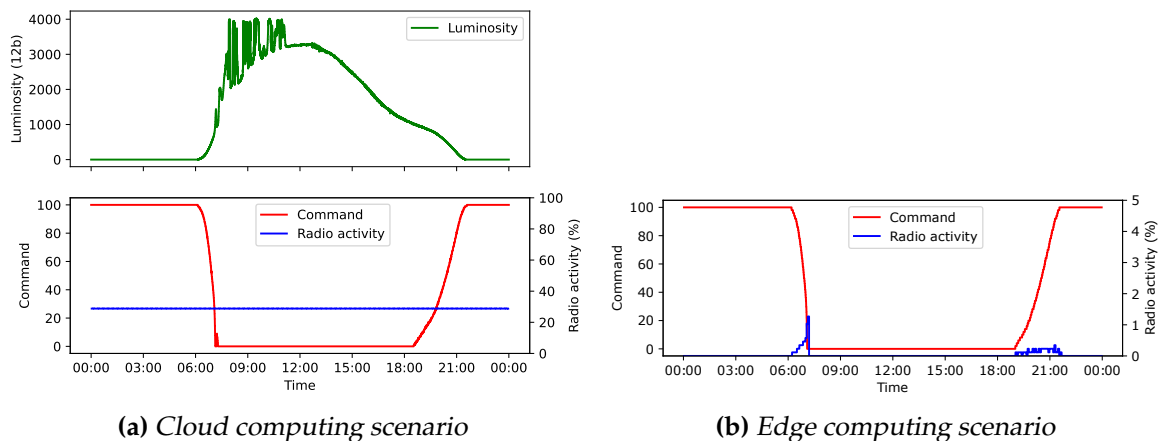 Luminosity (12b)
4000
3000
2000
1000
0
Luminosity
Command
100
80
60
40
20
0
Command
Radio activity
100
80
60
40
20
0
Radio activity (%)
00:00 03:00 06:00 09:00 12:00 15:00 18:00 21:00 00:00
Time
(a) Cloud computing scenario
Command
100
80
60
40
20
0
Command
Radio activity
5
4
3
2
1
0
Radio activity (%)
00:00 03:00 06:00 09:00 12:00 15:00 18:00 21:00 00:00
Time
(b) Edge computing scenario